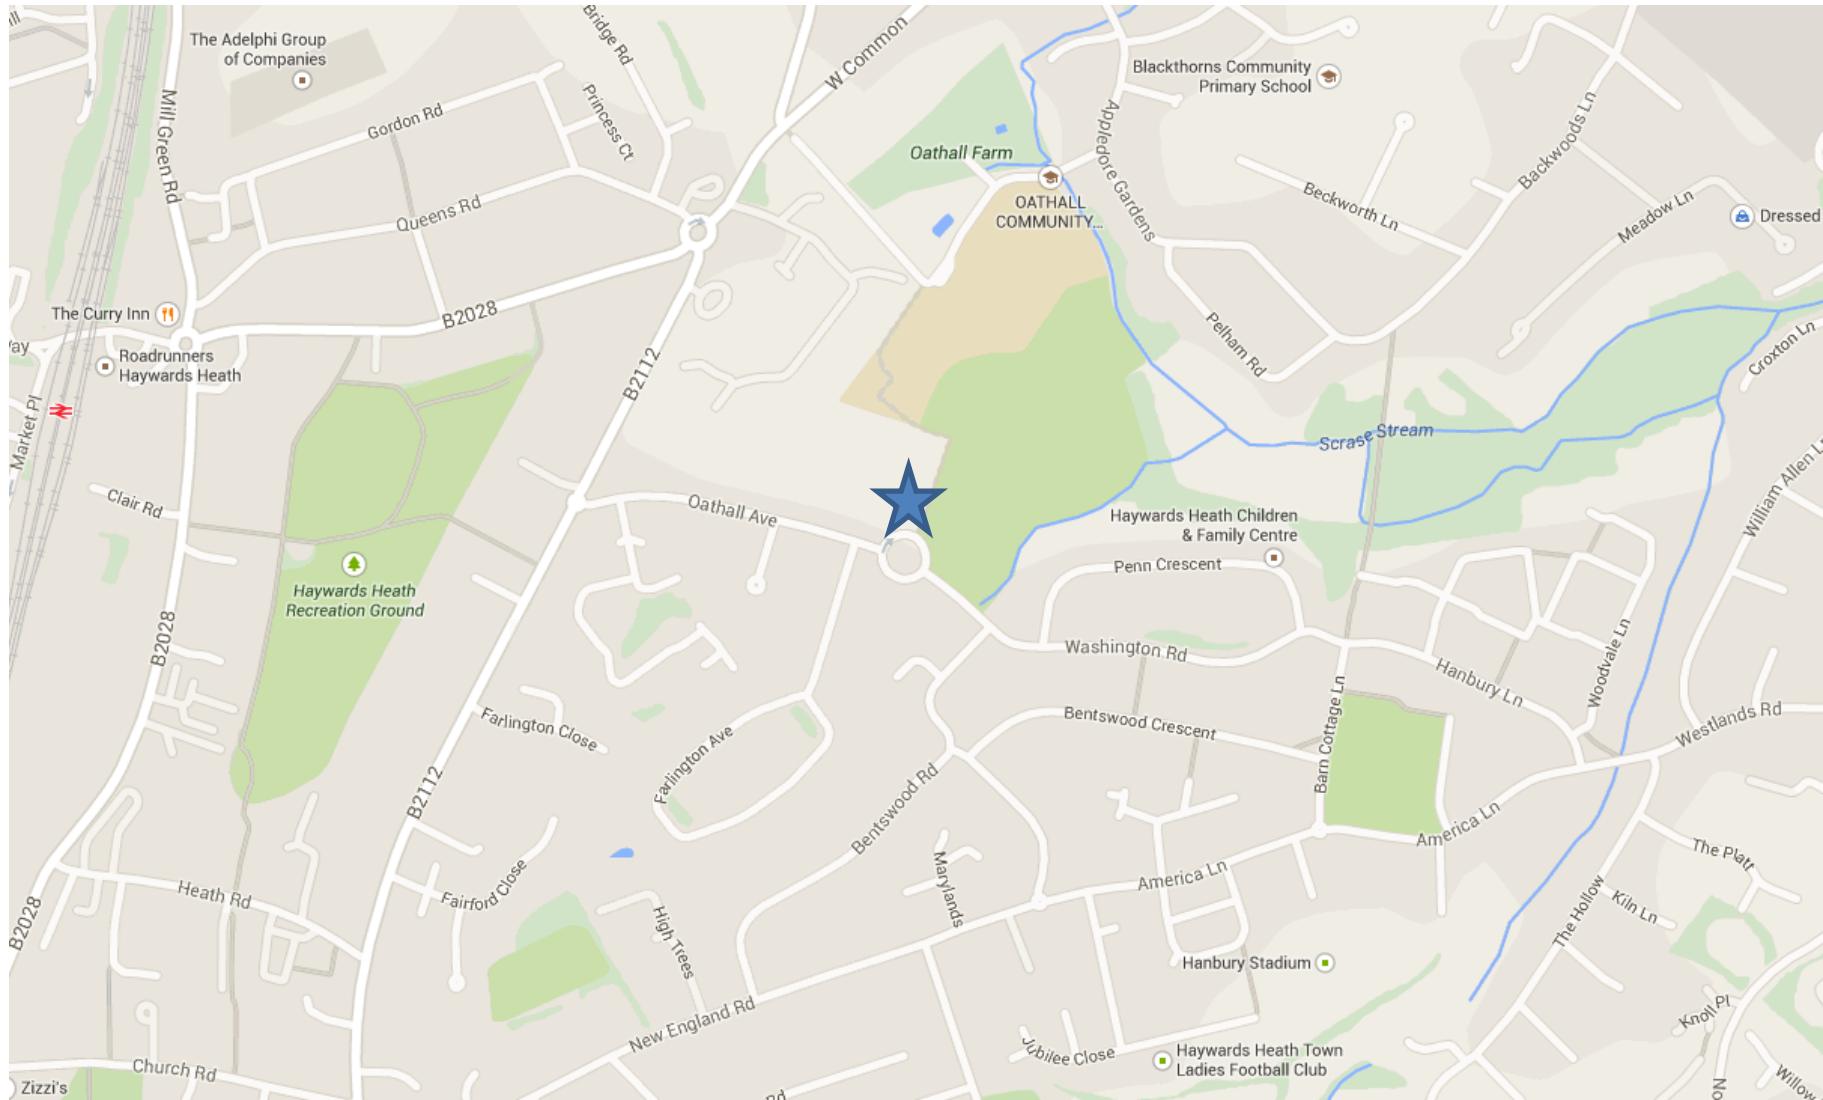 ill
The Adelphi Group
of Companies
Mill Green Rd
Gordon Rd
Bridge Rd
Princess Ct
W Common
Queens Rd
Oathall Farm
OATHALL
COMMUNITY...
Blackthorns Community
Primary School
Appledore Gardens
Backwoods Ln
Beckworth Ln
Meadow Ln
Dressed
The Curry Inn
B2028
ay
Roadrunners
Haywards Heath
Market Pl
B2112
Pelham Rd
Croxton Ln
Scrase Stream
William Allen L
Clair Rd
Oathall Ave
Haywards Heath Children
& Family Centre
Penn Crescent
Haywards Heath
Recreation Ground
B2028
Washington Rd
Hanbury Ln
Woodvale Ln
Westlands Rd
Farlington Close
Farlington Ave
Bentswood Crescent
Barn Cottage Ln
B2112
Bentswood Rd
America Ln
The Platt
Marylands
America Ln
Heath Rd
Fairford Close
High Trees
Kiln Ln
The Hollow
B2028
Hanbury Stadium
New England Rd
Knoll Pl
Jubilee Close
Haywards Heath Town
Ladies Football Club
Church Rd
Zizzi's
Willow
Rd
No